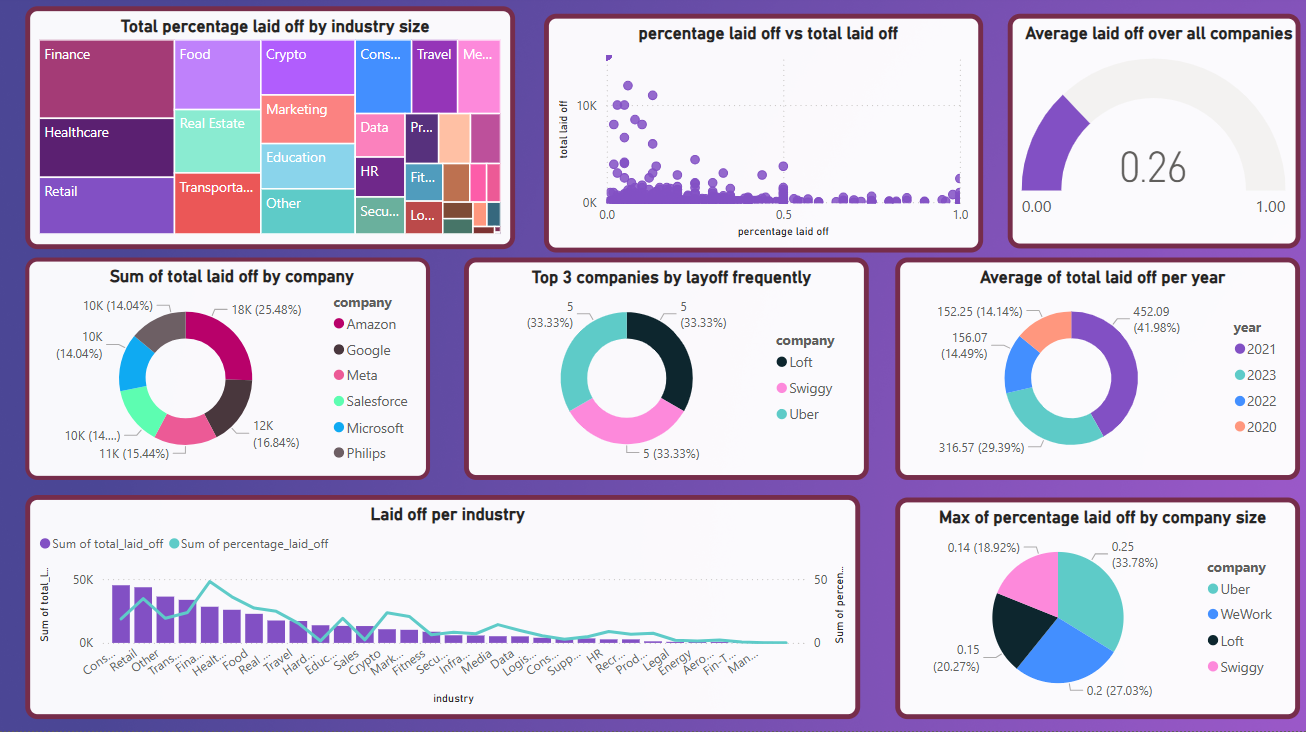 Total percentage laid off by industry size
Finance
Food
Crypto
Cons...
Travel
Me...
Healthcare
Real Estate
Marketing
Data
Pr...
Retail
Transporta...
Education
HR
Fit...
Other
Secu...
Lo...
percentage laid off vs total laid off
total laid off
10K
0K
0.0
0.5
1.0
percentage laid off
Average laid off over all companies
0.26
0.00
1.00
Sum of total laid off by company
10K (14.04%)
18K (25.48%)
10K
(14.04%)
10K (14....)
11K (15.44%)
12K
(16.84%)
company
Amazon
Google
Meta
Salesforce
Microsoft
Philips
Top 3 companies by layoff frequently
5
(33.33%)
5
(33.33%)
5 (33.33%)
company
Loft
Swiggy
Uber
Average of total laid off per year
152.25 (14.14%)
452.09
(41.98%)
156.07
(14.49%)
316.57 (29.39%)
year
2021
2023
2022
2020
Laid off per industry
Sum of total_laid_off
Sum of percentage_laid_off
Sum of total_l...
50K
0K
50
0
Sum of percen...
Cons...
Retail
Other
Trans...
Fina...
Healt...
Food
Real ...
Travel
Hard...
Educ...
Sales
Crypto
Mark...
Fitness
Secu...
Infra...
Media
Data
Logis...
Cons...
Supp...
HR
Recr...
Prod...
Legal
Energy
Aero...
Fin-T...
Man...
industry
Max of percentage laid off by company size
0.14 (18.92%)
0.25
(33.78%)
0.15
(20.27%)
0.2 (27.03%)
company
Uber
WeWork
Loft
Swiggy